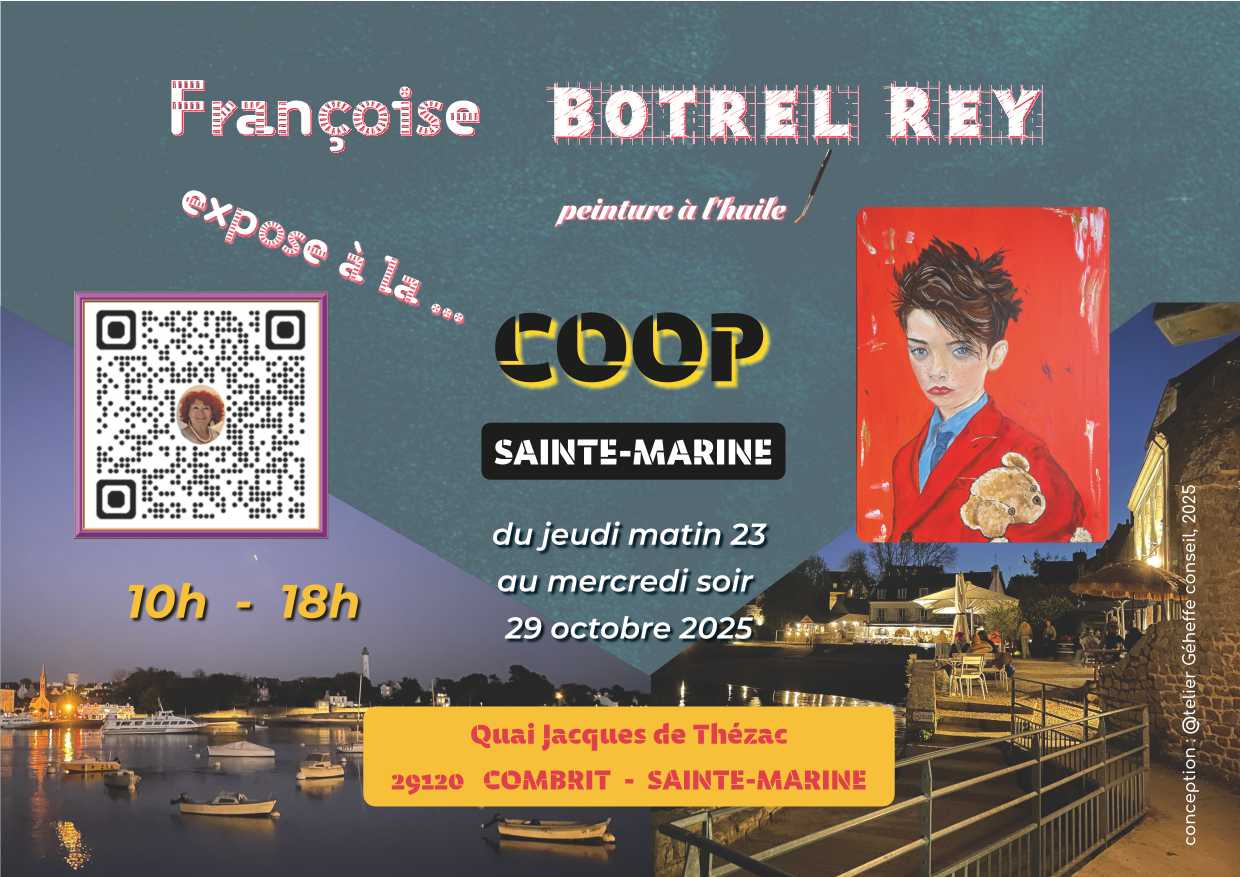 Françoise BOTREL REY
peinture à l'huile
expose à la ...
COOP
SAINTE-MARINE
du jeudi matin 23
au mercredi soir
29 octobre 2025
10h - 18h
Quai Jacques de Thézac
29120 COMBRIT - SAINTE-MARINE
conception : @telier Géheffe conseil, 2025